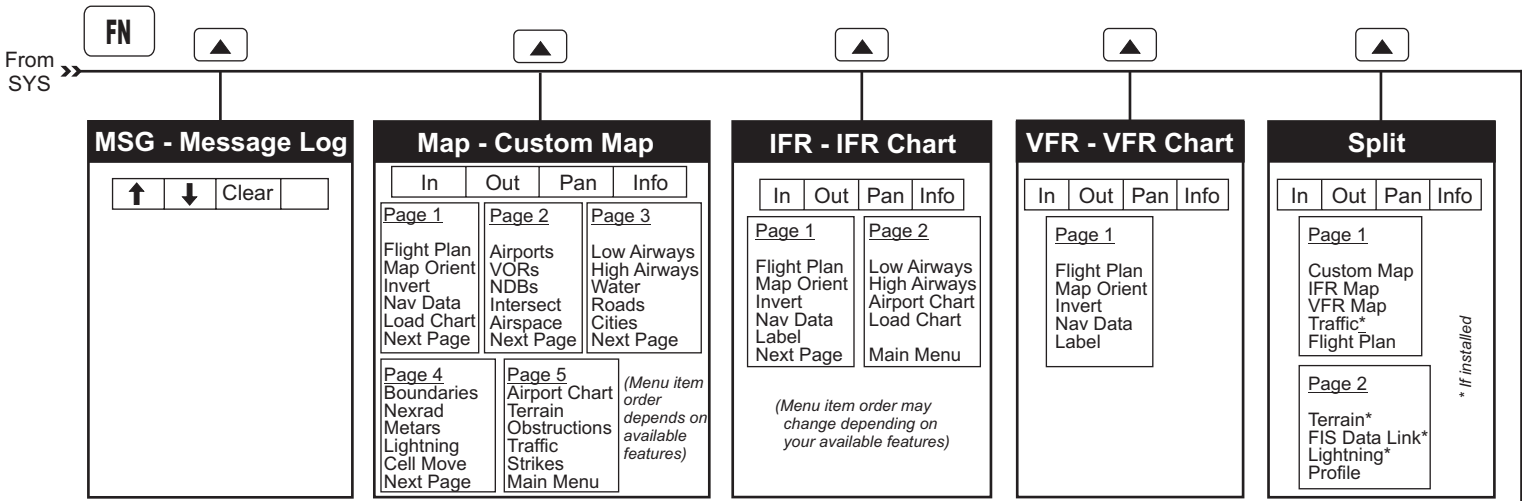 FN
From
SYS
MSG - Message Log
Clear
Map - Custom Map
In Out Pan Info
Page 1
Flight Plan
Map Orient
Invert
Nav Data
Load Chart
Next Page
Page 2
Airports
VORs
NDBs
Intersect
Airspace
Next Page
Page 3
Low Airways
High Airways
Water
Roads
Cities
Next Page
Page 4
Boundaries
Nexrad
Metars
Lightning
Cell Move
Next Page
Page 5
Airport Chart
Terrain
Obstructions
Traffic
Strikes
Main Menu
(Menu item
order
depends on
available
features)
IFR - IFR Chart
In Out Pan Info
Page 1
Flight Plan
Map Orient
Invert
Nav Data
Label
Next Page
Page 2
Low Airways
High Airways
Airport Chart
Load Chart
Main Menu
(Menu item order may
change depending on
your available features)
VFR - VFR Chart
In Out Pan Info
Page 1
Flight Plan
Map Orient
Invert
Nav Data
Label
Split
In Out Pan Info
Page 1
Custom Map
IFR Map
VFR Map
Traffic*
Flight Plan
Page 2
Terrain*
FIS Data Link*
Lightning*
Profile
* If installed